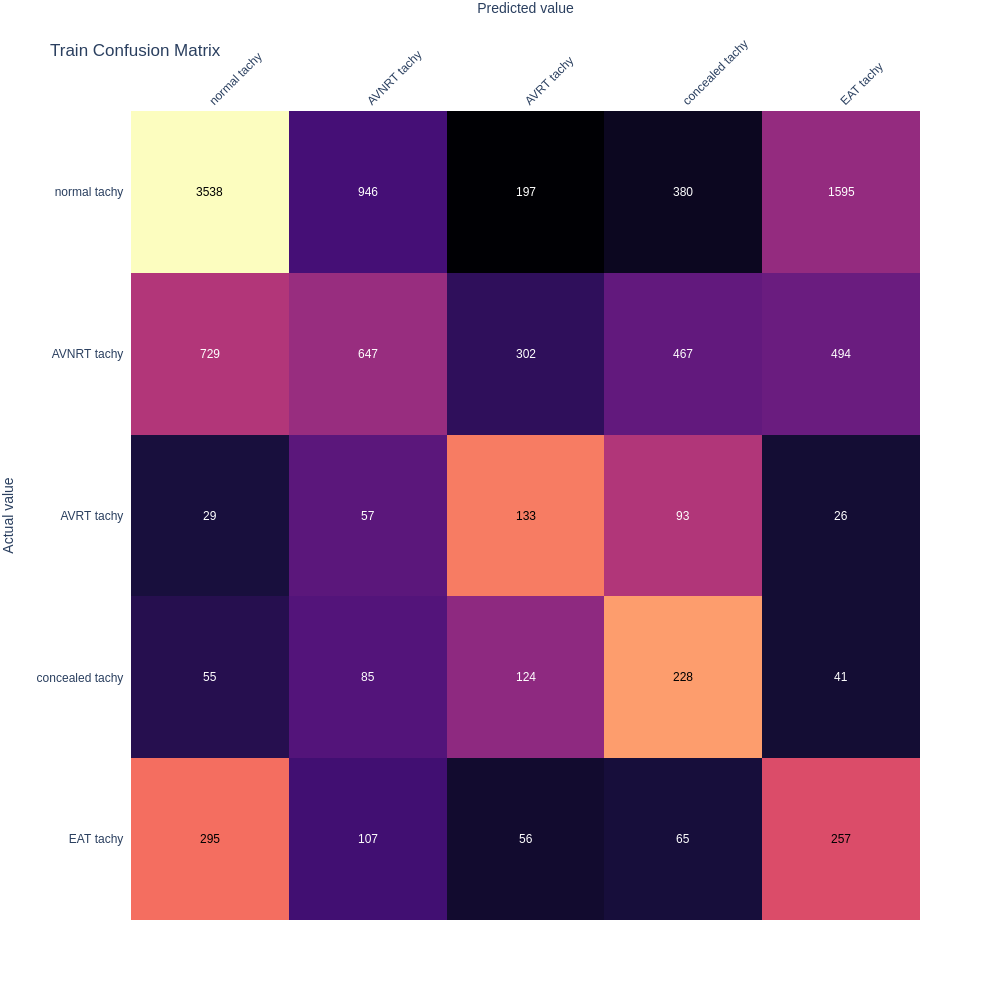 Predicted value
Train Confusion Matrix
normal tachy AVNRT tachy AVRT tachy concealed tachy EAT tachy
normal tachy 3538 946 197 380 1595
AVNRT tachy 729 647 302 467 494
Actual value
AVRT tachy 29 57 133 93 26
concealed tachy 55 85 124 228 41
EAT tachy 295 107 56 65 257